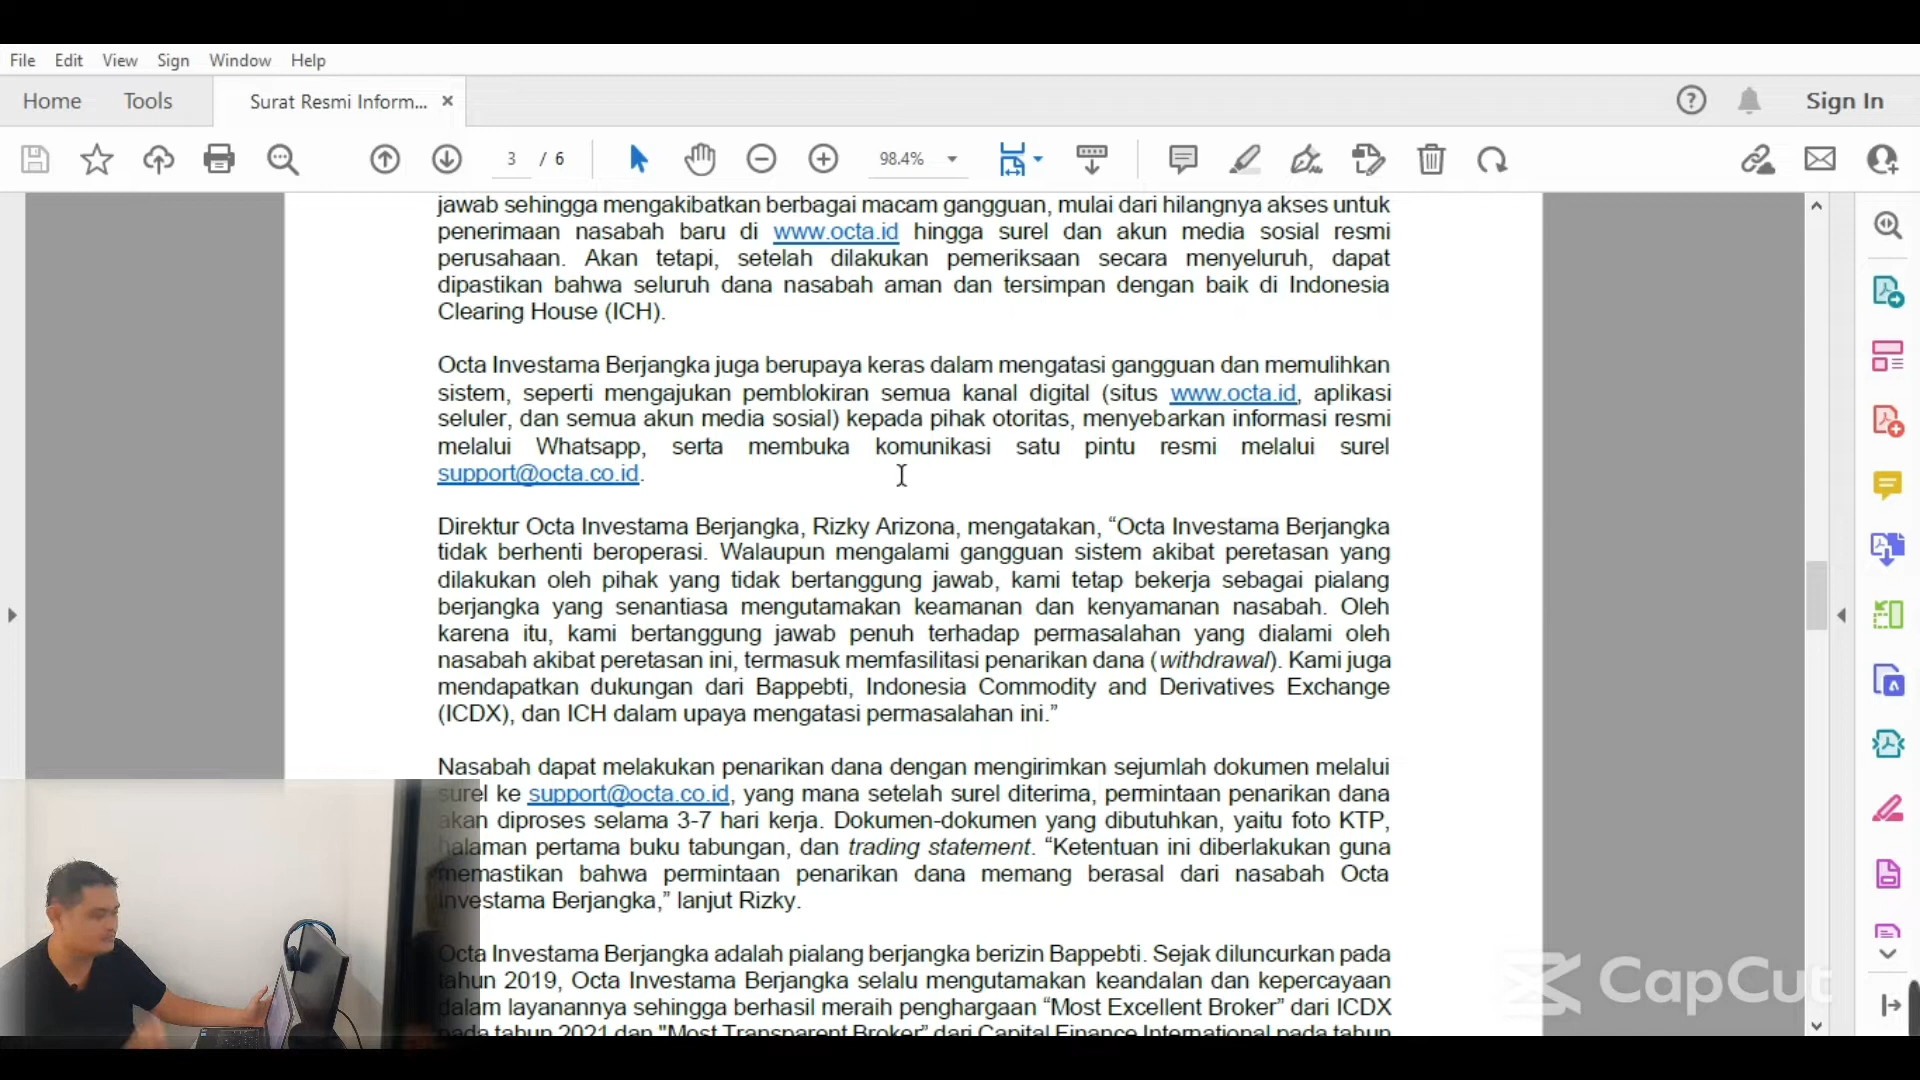 File Edit View Sign Window Help
Home Tools Surat Resmi Inform... × Sign In
3 / 6 98.4%
jawab sehingga mengakibatkan berbagai macam gangguan, mulai dari hilangnya akses untuk
penerimaan nasabah baru di www.octa.id hingga surel dan akun media sosial resmi
perusahaan. Akan tetapi, setelah dilakukan pemeriksaan secara menyeluruh, dapat
dipastikan bahwa seluruh dana nasabah aman dan tersimpan dengan baik di Indonesia
Clearing House (ICH).
Octa Investama Berjangka juga berupaya keras dalam mengatasi gangguan dan memulihkan
sistem, seperti mengajukan pemblokiran semua kanal digital (situs www.octa.id, aplikasi
seluler, dan semua akun media sosial) kepada pihak otoritas, menyebarkan informasi resmi
melalui Whatsapp, serta membuka komunikasi satu pintu resmi melalui surel
support@octa.co.id.
Direktur Octa Investama Berjangka, Rizky Arizona, mengatakan, “Octa Investama Berjangka
tidak berhenti beroperasi. Walaupun mengalami gangguan sistem akibat peretasan yang
dilakukan oleh pihak yang tidak bertanggung jawab, kami tetap bekerja sebagai pialang
berjangka yang senantiasa mengutamakan keamanan dan kenyamanan nasabah. Oleh
karena itu, kami bertanggung jawab penuh terhadap permasalahan yang dialami oleh
nasabah akibat peretasan ini, termasuk memfasilitasi penarikan dana (withdrawal). Kami juga
mendapatkan dukungan dari Bappebti, Indonesia Commodity and Derivatives Exchange
(ICDX), dan ICH dalam upaya mengatasi permasalahan ini.”
Nasabah dapat melakukan penarikan dana dengan mengirimkan sejumlah dokumen melalui
surel ke support@octa.co.id, yang mana setelah surel diterima, permintaan penarikan dana
akan diproses selama 3-7 hari kerja. Dokumen-dokumen yang dibutuhkan, yaitu foto KTP,
halaman pertama buku tabungan, dan trading statement. “Ketentuan ini diberlakukan guna
memastikan bahwa permintaan penarikan dana memang berasal dari nasabah Octa
Investama Berjangka,” lanjut Rizky.
Octa Investama Berjangka adalah pialang berjangka berizin Bappebti. Sejak diluncurkan pada
tahun 2019, Octa Investama Berjangka selalu mengutamakan keandalan dan kepercayaan
dalam layanannya sehingga berhasil meraih penghargaan “Most Excellent Broker” dari ICDX
pada tahun 2021 dan "Most Transparent Broker” dari Capital Finance International pada tahun
CapCut